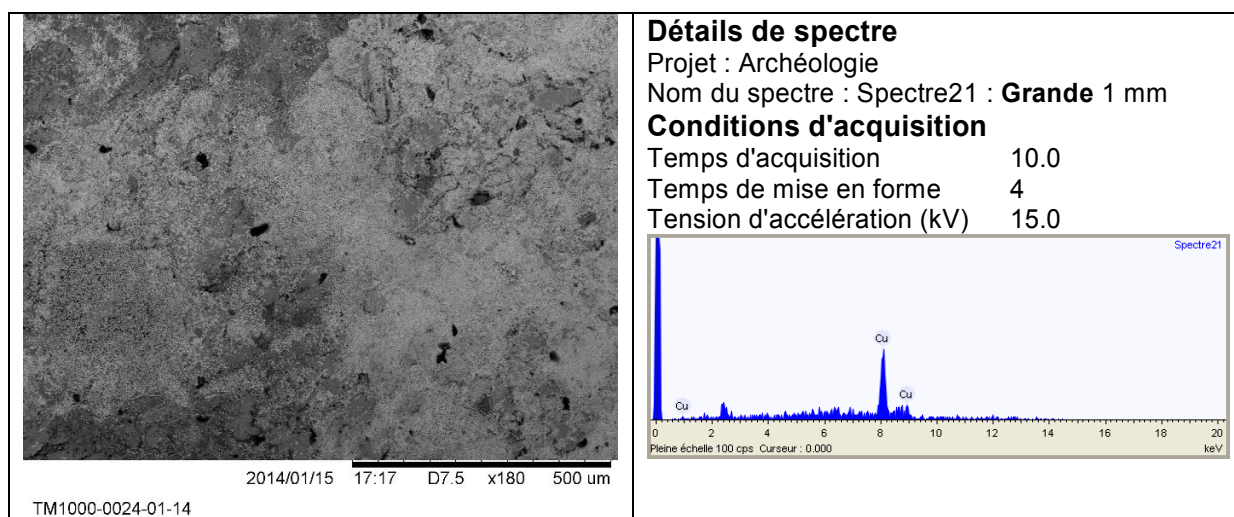 2014/01/15 17:17 D7.5 x180 500 um
TM1000-0024-01-14
Détails de spectre
Projet : Archéologie
Nom du spectre : Spectre21 : Grande 1 mm
Conditions d'acquisition
Temps d'acquisition 10.0
Temps de mise en forme 4
Tension d'accélération (kV) 15.0
Spectre21
Cu
Cu
Cu
0 2 4 6 8 10 12 14 16 18 20
Pleine échelle 100 cps Curseur : 0.000 keV